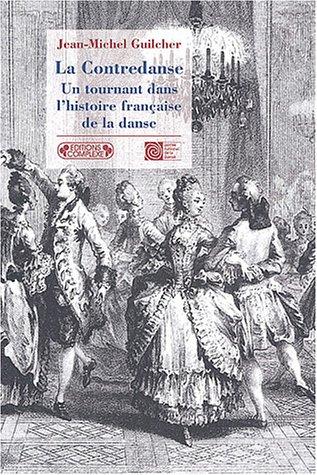 Jean-Michel Guilcher
La Contredanse
Un tournant dans
l'histoire française
de la danse
EDITIONS
COMPLEXE